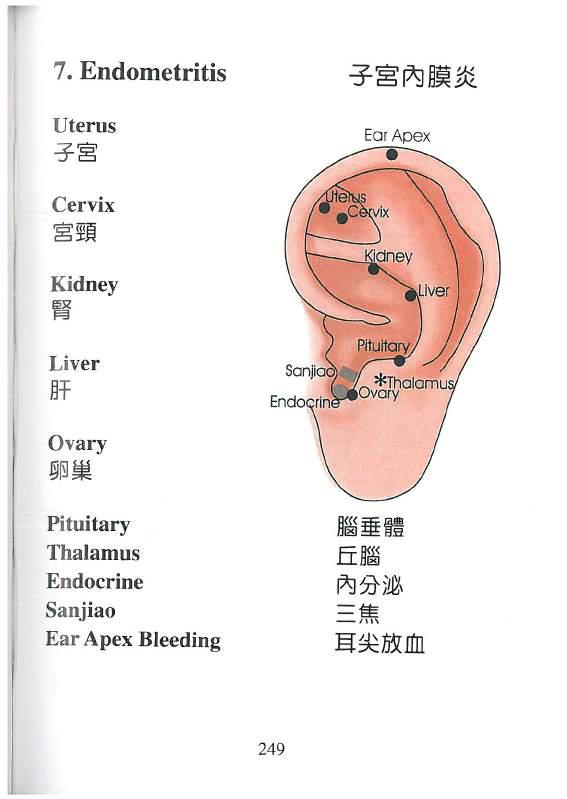 7. Endometritis 子宮內膜炎
Uterus
子宮
Cervix
宮頸
Kidney
腎
Liver
肝
Ovary
卵巢
Ear Apex
Uterus
Cervix
Kidney
Liver
Pituitary
Sanjiao
Thalamus
Ovary
Endocrine
Pituitary 腦垂體
Thalamus 丘腦
Endocrine 內分泌
Sanjiao 三焦
Ear Apex Bleeding 耳尖放血
249